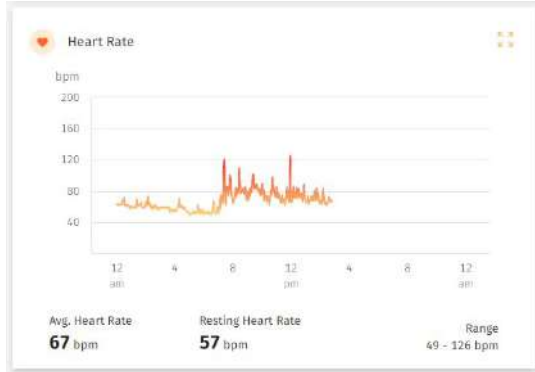 Heart Rate
bpm
200
160
120
80
40
12 4 8 12 4 8 12
am pm am
Avg. Heart Rate Resting Heart Rate Range
67 bpm 57 bpm 49 - 126 bpm